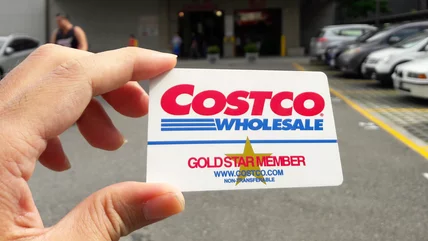 COSTCO
WHOLESALE
GOLD STAR MEMBER
WWW.COSTCO.COM
NON-TRANSFERABLE